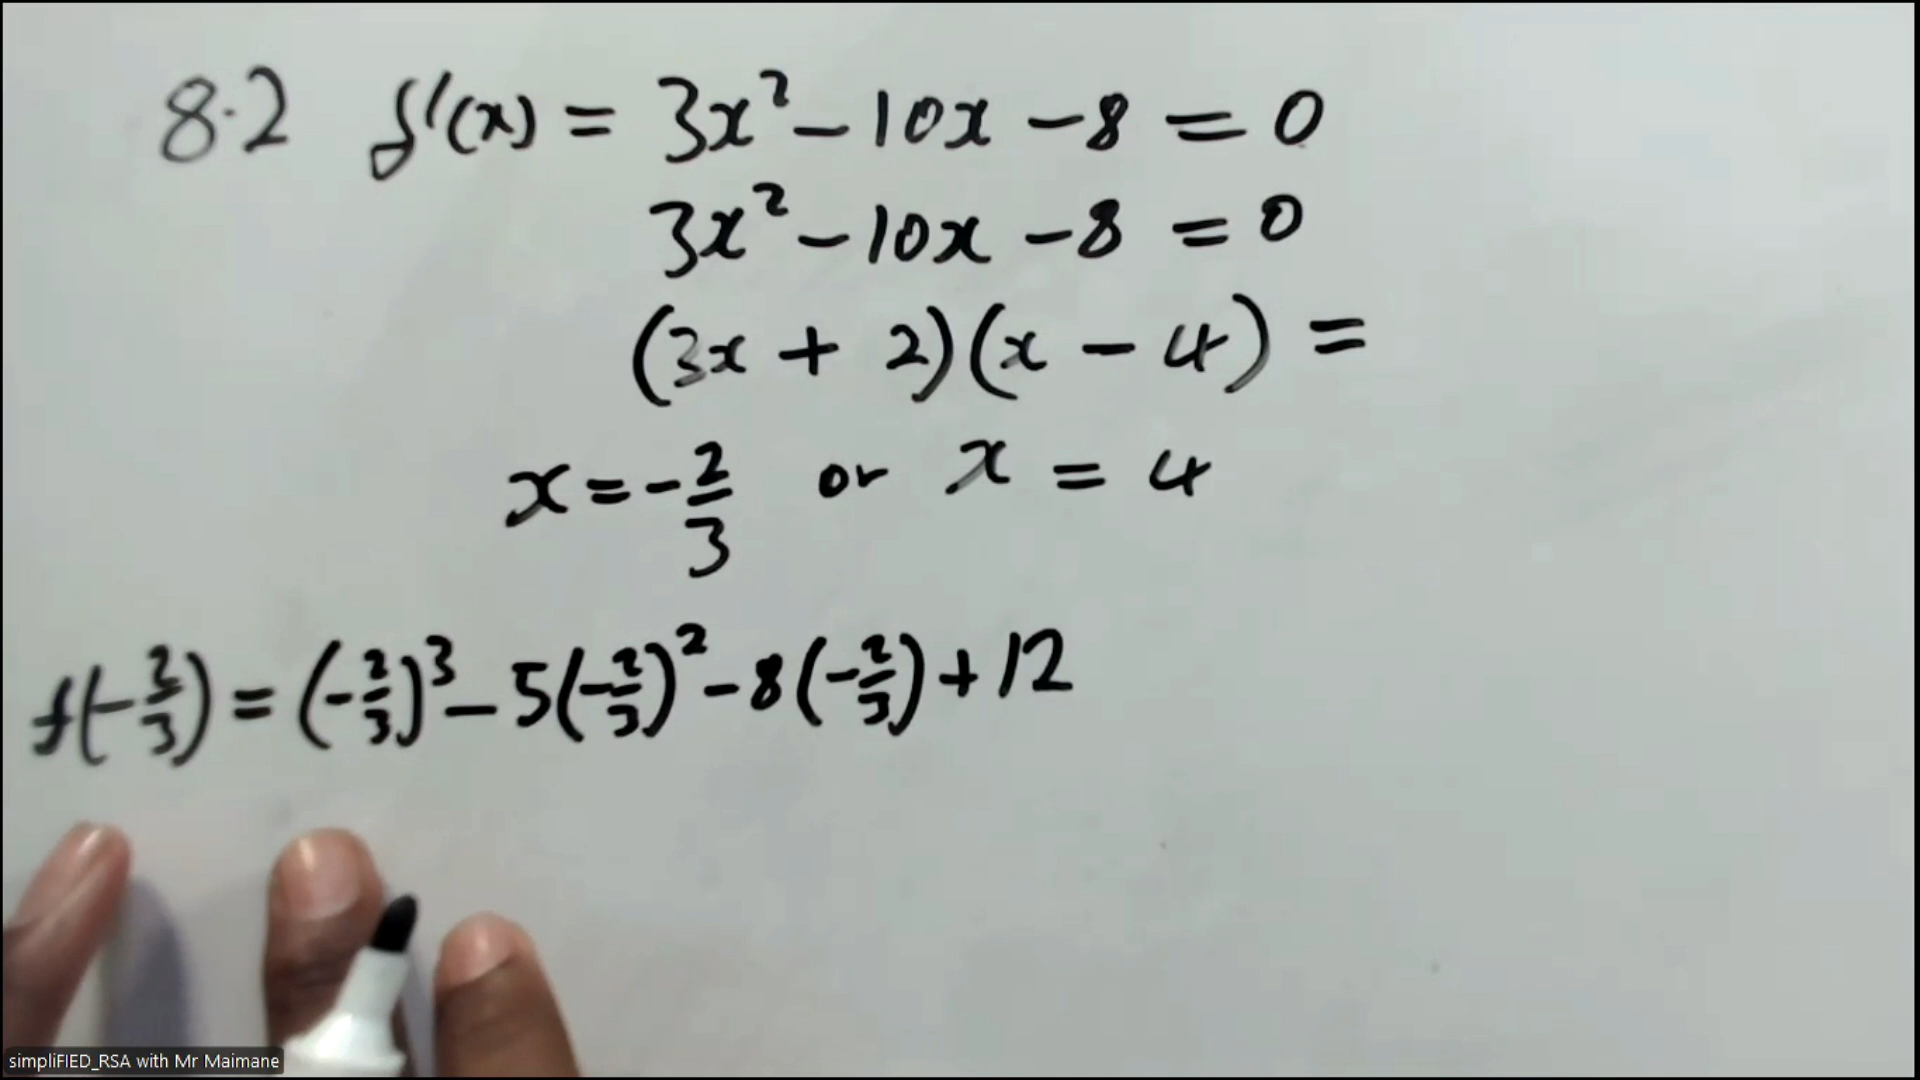 8.2 f'(x) = 3x² - 10x - 8 = 0
3x² - 10x - 8 = 0
(3x + 2)(x - 4) =
x = -2/3 or x = 4
f(-2/3) = (-2/3)³ - 5(-2/3)² - 8(-2/3) + 12
simpliFIED_RSA with Mr Maimane